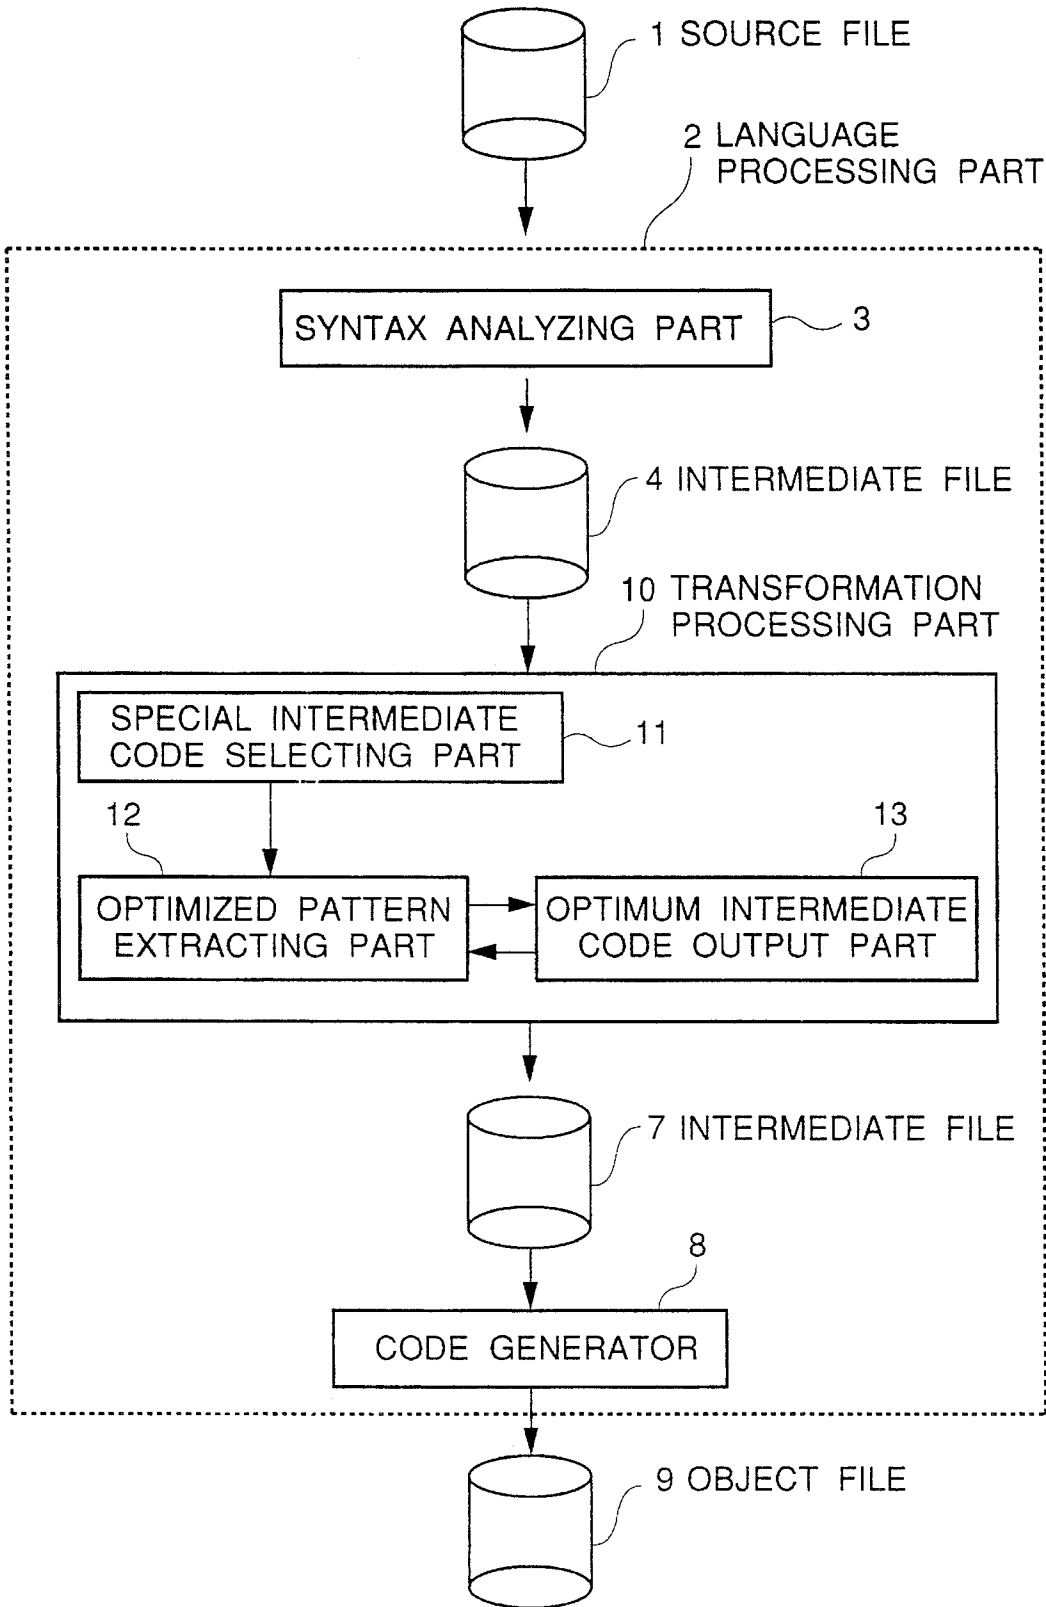 1 SOURCE FILE
2 LANGUAGE
PROCESSING PART
SYNTAX ANALYZING PART
3
4 INTERMEDIATE FILE
10 TRANSFORMATION
PROCESSING PART
SPECIAL INTERMEDIATE
CODE SELECTING PART
11
12
13
OPTIMIZED PATTERN
EXTRACTING PART
OPTIMUM INTERMEDIATE
CODE OUTPUT PART
7 INTERMEDIATE FILE
8
CODE GENERATOR
9 OBJECT FILE